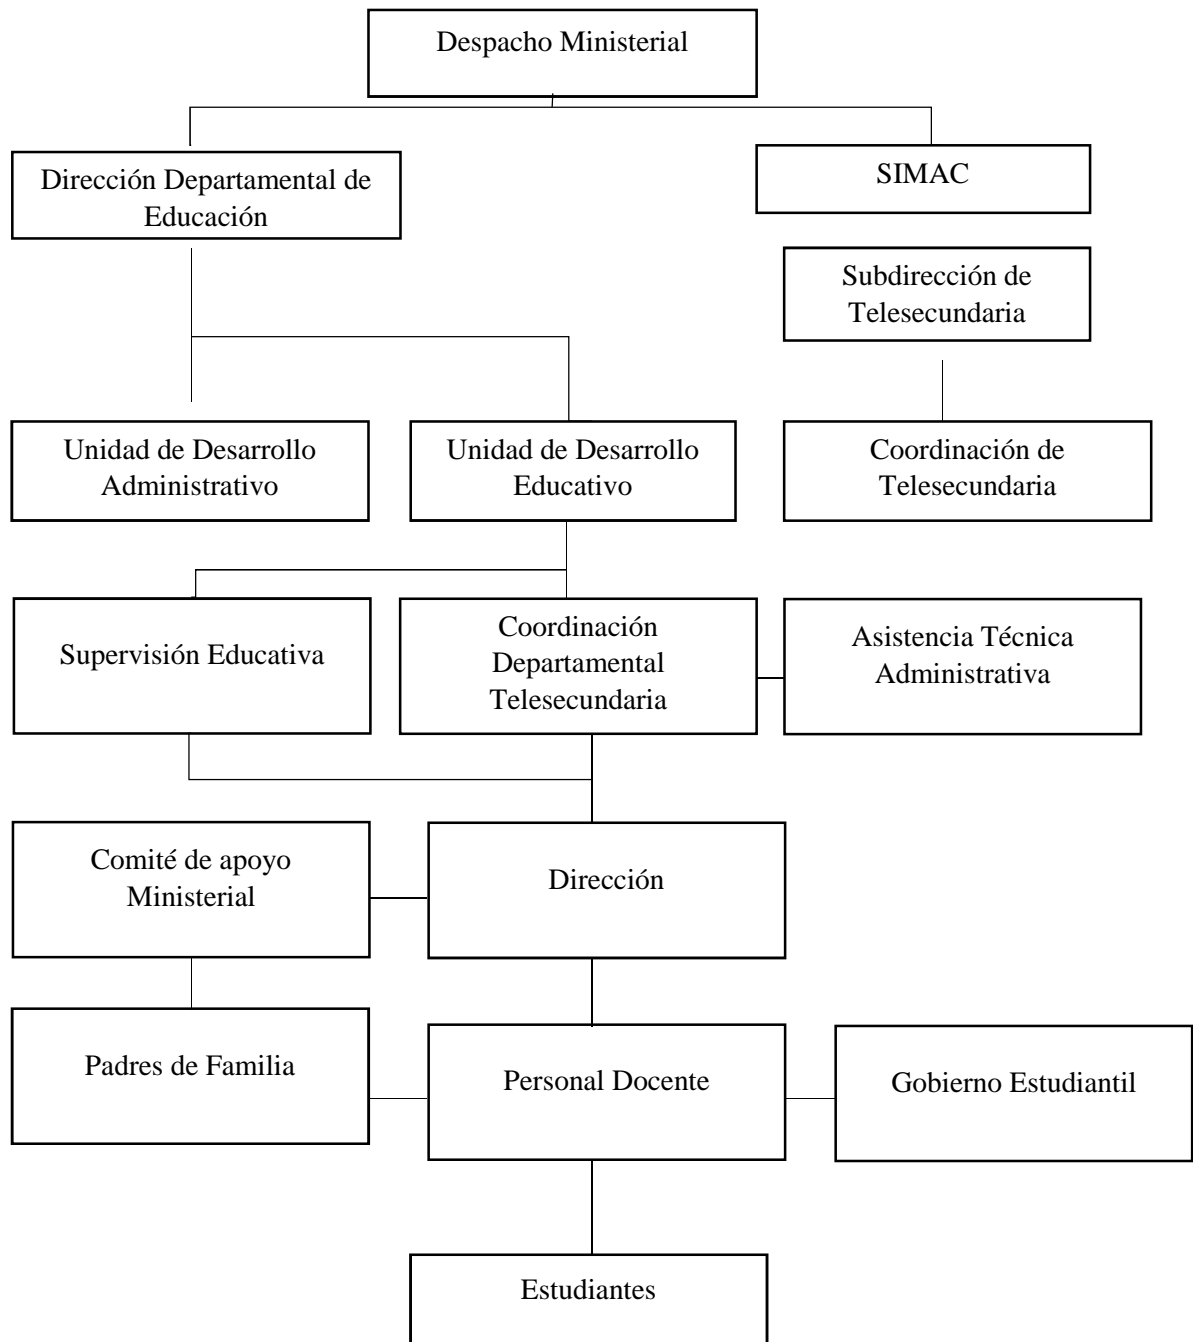 Despacho Ministerial
Dirección Departamental de
Educación
SIMAC
Subdirección de
Telesecundaria
Unidad de Desarrollo
Administrativo
Unidad de Desarrollo
Educativo
Coordinación de
Telesecundaria
Supervisión Educativa
Coordinación
Departamental
Telesecundaria
Asistencia Técnica
Administrativa
Comité de apoyo
Ministerial
Dirección
Padres de Familia
Personal Docente
Gobierno Estudiantil
Estudiantes